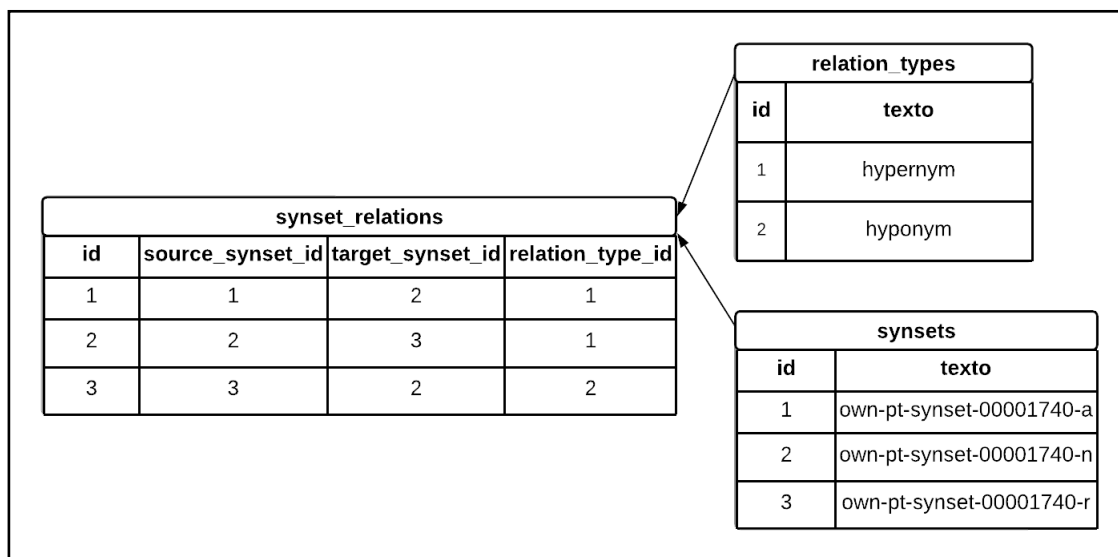 relation_types
id texto
1 hypernym
2 hyponym
synset_relations
id source_synset_id target_synset_id relation_type_id
1 1 2 1
2 2 3 1
3 3 2 2
synsets
id texto
1 own-pt-synset-00001740-a
2 own-pt-synset-00001740-n
3 own-pt-synset-00001740-r